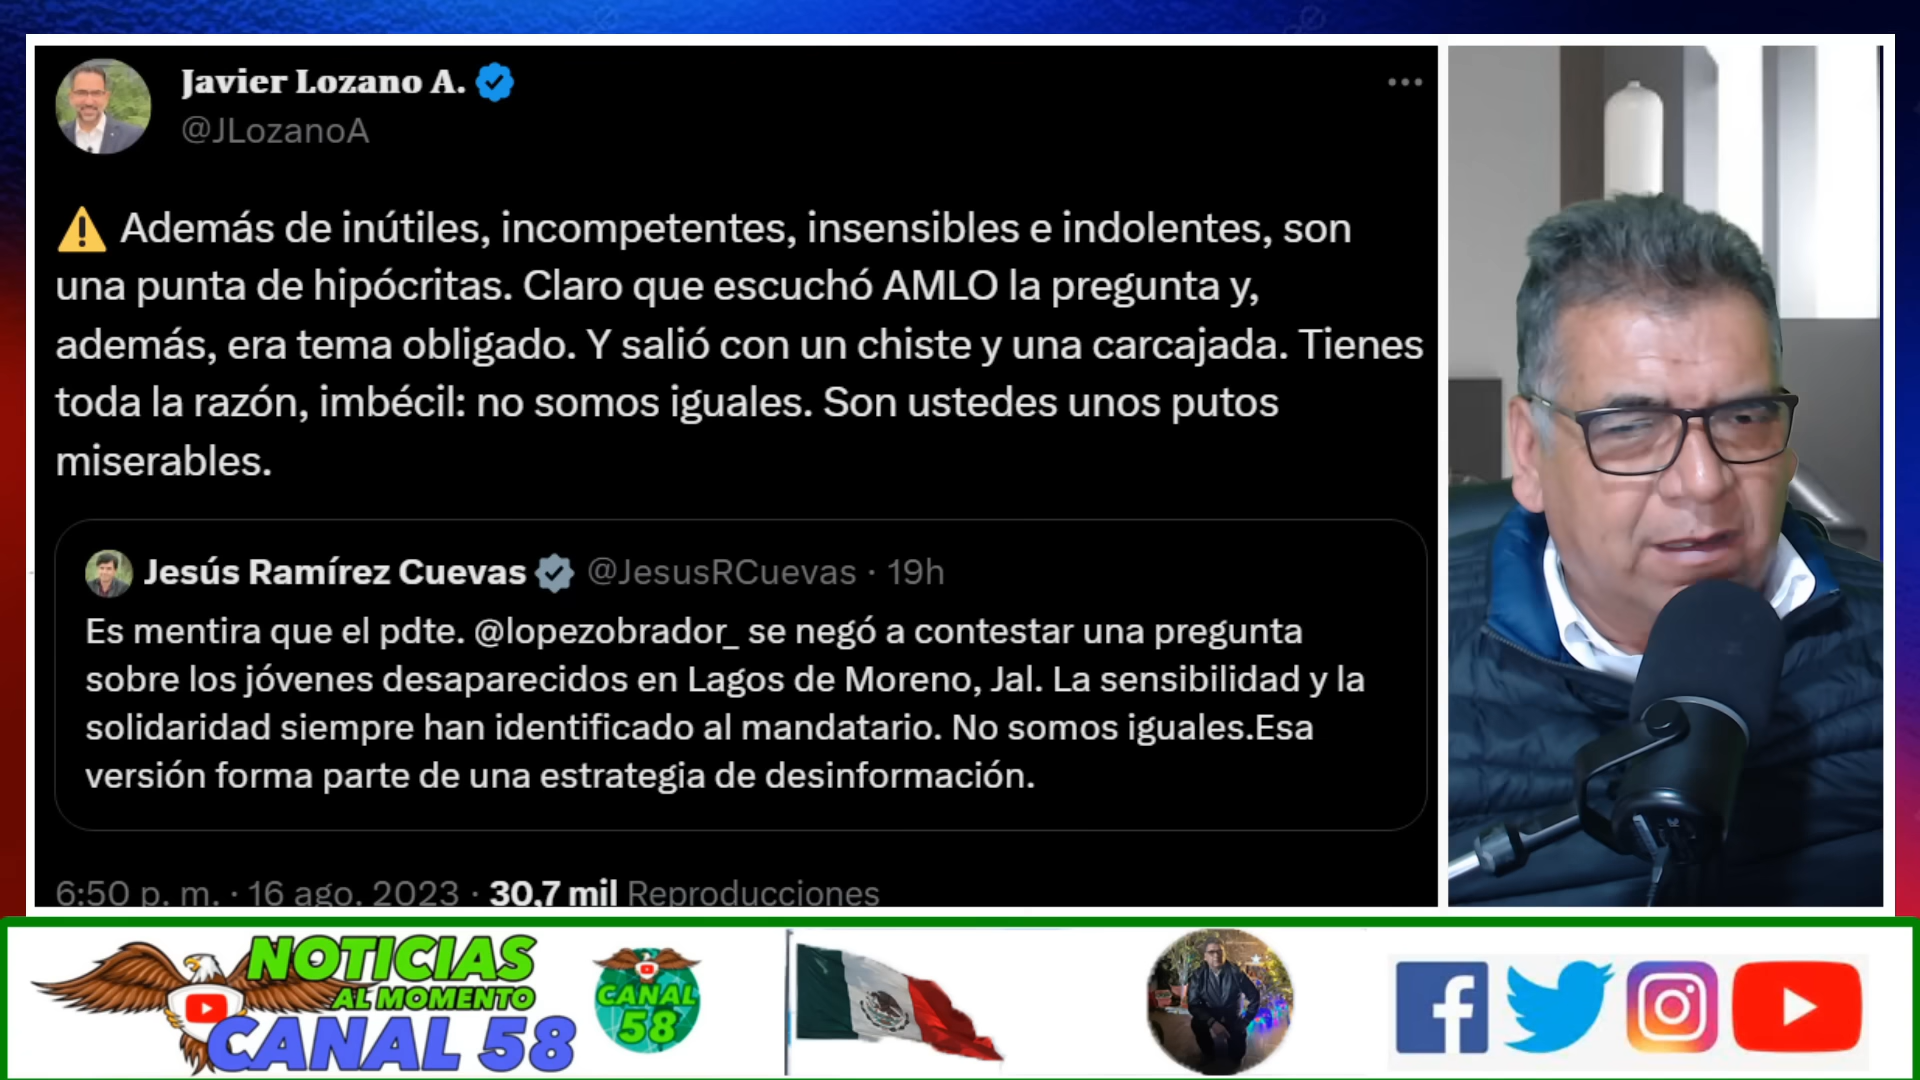 Javier Lozano A.
@JLozanoA
⚠️ Además de inútiles, incompetentes, insensibles e indolentes, son
una punta de hipócritas. Claro que escuchó AMLO la pregunta y,
además, era tema obligado. Y salió con un chiste y una carcajada. Tienes
toda la razón, imbécil: no somos iguales. Son ustedes unos putos
miserables.
Jesús Ramírez Cuevas @JesusRCuevas · 19h
Es mentira que el pdte. @lopezobrador_ se negó a contestar una pregunta
sobre los jóvenes desaparecidos en Lagos de Moreno, Jal. La sensibilidad y la
solidaridad siempre han identificado al mandatario. No somos iguales.Esa
versión forma parte de una estrategia de desinformación.
6:50 p. m. · 16 ago. 2023 · 30,7 mil Reproducciones
NOTICIAS
AL MOMENTO
CANAL 58
CANAL
58